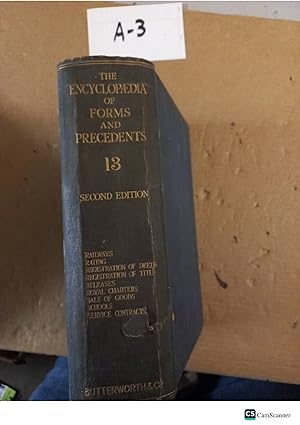 A-3
THE
ENCYCLOPÆDIA
OF
FORMS
AND
PRECEDENTS
13
SECOND EDITION
RAILWAYS
RATING
REGISTRATION OF DEEDS
REGISTRATION OF TITLE
RELEASES
ROYAL CHARTERS
SALE OF GOODS
SCHOOLS
SERVICE CONTRACTS
BUTTERWORTH & Co
CS CamScanner